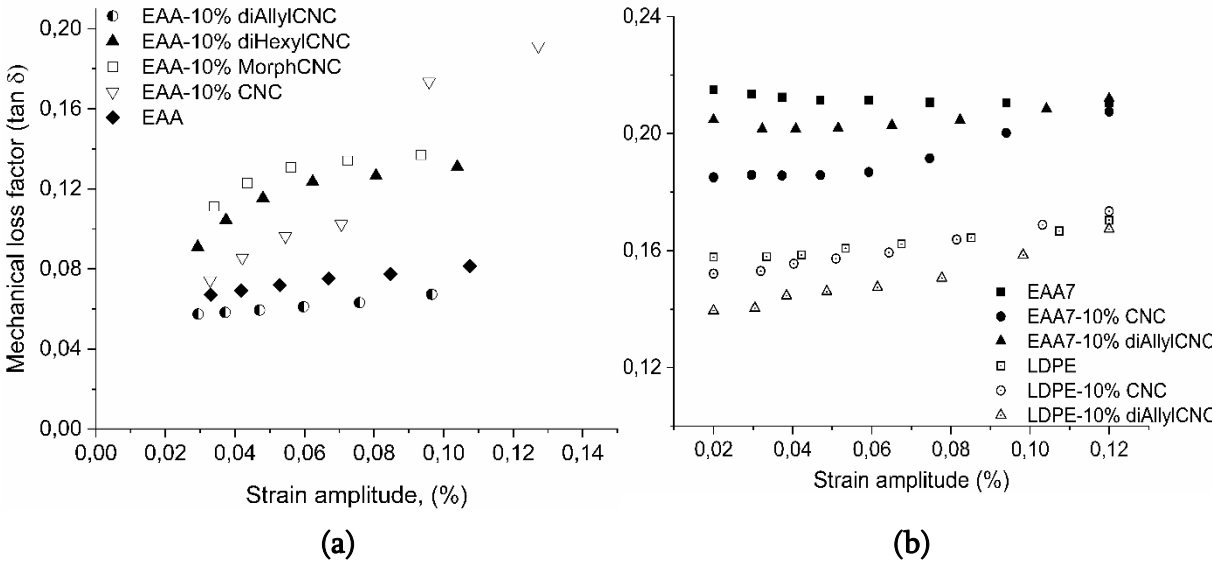 0,20
0,16
0,12
0,08
0,04
0,00
Mechanical loss factor (tan δ)
EAA-10% diAllylCNC
EAA-10% diHexylCNC
EAA-10% MorphCNC
EAA-10% CNC
EAA
0,00 0,02 0,04 0,06 0,08 0,10 0,12 0,14
Strain amplitude, (%)
(a)
0,24
0,20
0,16
0,12
EAA7
EAA7-10% CNC
EAA7-10% diAllylCNC
LDPE
LDPE-10% CNC
LDPE-10% diAllylCNC
0,02 0,04 0,06 0,08 0,10 0,12
Strain amplitude (%)
(b)